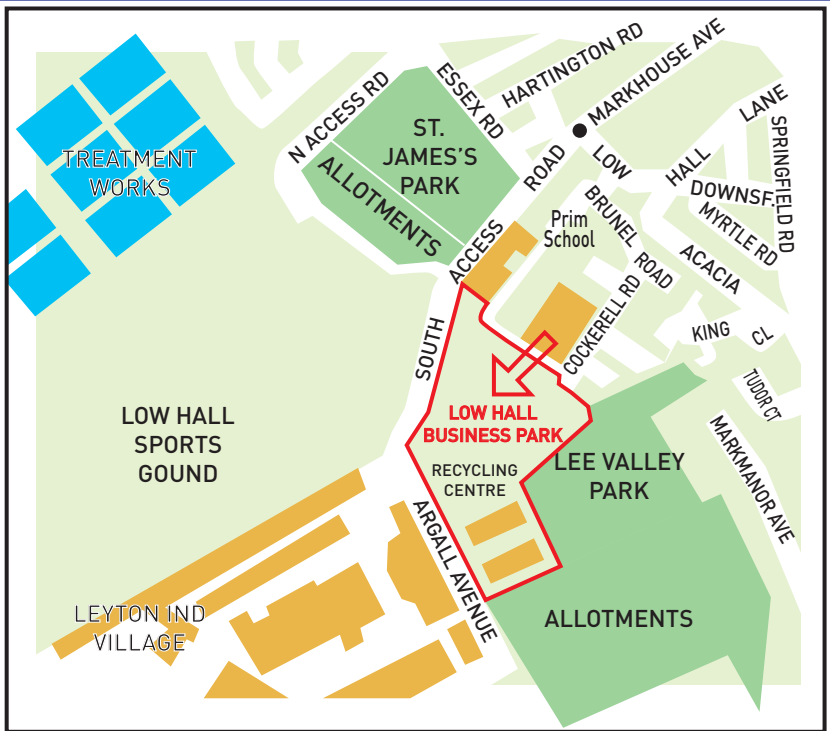 HARTINGTON RD
MARKHOUSE AVE
ESSEX RD
N ACCESS RD
LANE
SPRINGFIELD RD
ST.
JAMES'S
PARK
TREATMENT
WORKS
ALLOTMENTS
ROAD
LOW
HALL
DOWNSF.
MYRTLE RD
BRUNEL
ROAD
Prim
School
ACCESS
ACACIA
COCKERELL RD
KING
CL
SOUTH
TUDOR CT
LOW HALL
SPORTS
GOUND
LOW HALL
BUSINESS PARK
RECYCLING
CENTRE
LEE VALLEY
PARK
MARKMANOR AVE
ARGALL AVENUE
LEYTON IND
VILLAGE
ALLOTMENTS